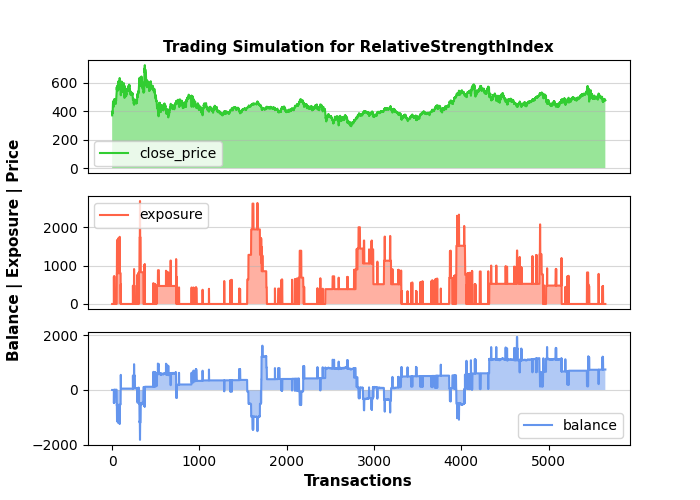 Trading Simulation for RelativeStrengthIndex
600
400
200
0
close_price
2000
1000
0
exposure
2000
0
−2000
balance
0 1000 2000 3000 4000 5000
Transactions
Balance | Exposure | Price